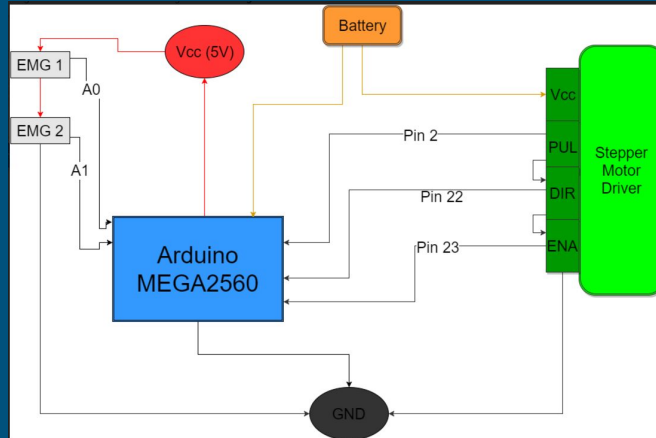 Battery
Vcc (5V)
EMG 1
A0
EMG 2
A1
Arduino
MEGA2560
Pin 2
Pin 22
Pin 23
Vcc
PUL
DIR
ENA
Stepper
Motor
Driver
GND